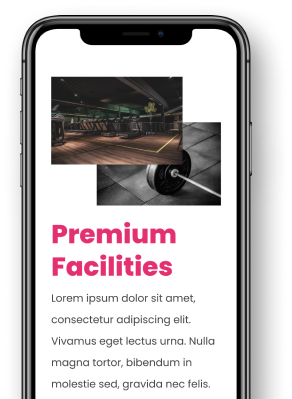 Premium
Facilities
Lorem ipsum dolor sit amet,
consectetur adipiscing elit.
Vivamus eget lectus urna. Nulla
magna tortor, bibendum in
molestie sed, gravida nec felis.